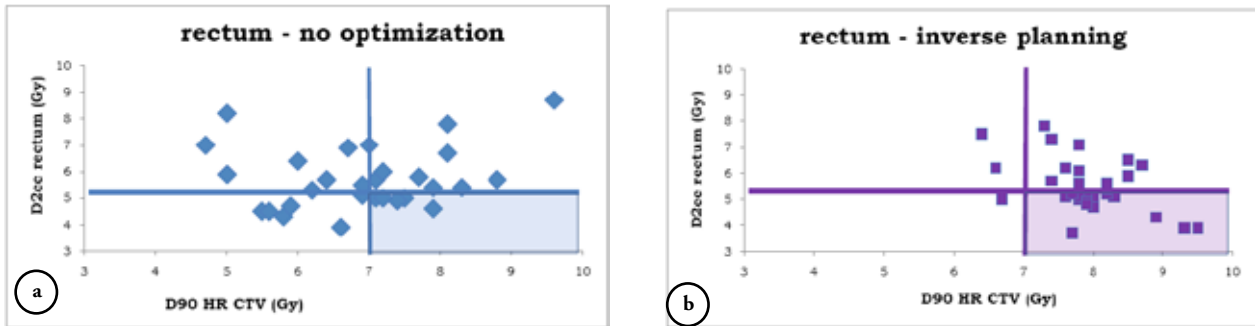 rectum - no optimization
D2cc rectum (Gy)
10
9
8
7
6
5
4
3
3 4 5 6 7 8 9 10
D90 HR CTV (Gy)
a
rectum - inverse planning
D2cc rectum (Gy)
10
9
8
7
6
5
4
3
3 4 5 6 7 8 9 10
D90 HR CTV (Gy)
b